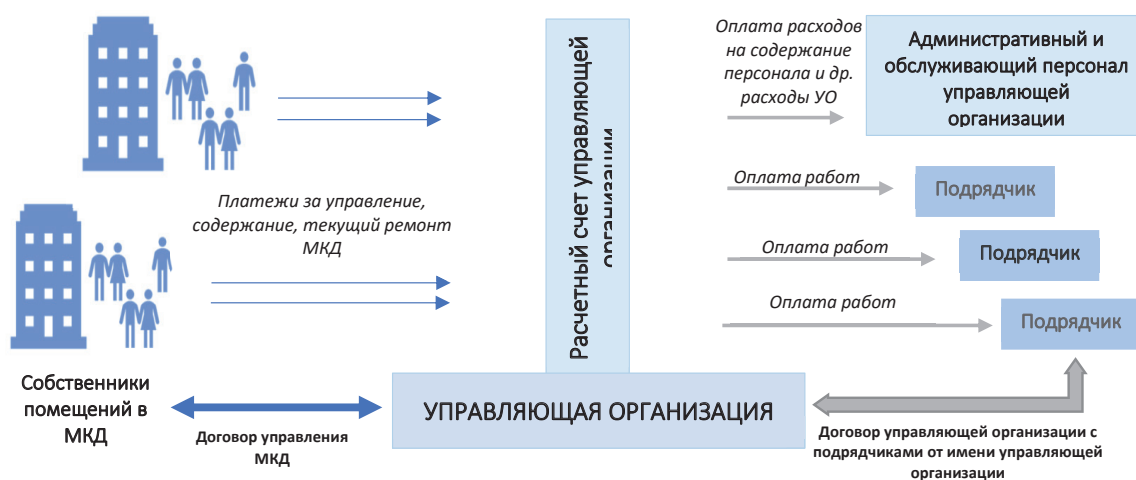 Оплата расходов
на содержание
персонала и др.
расходы УО
Административный и
обслуживающий персонал
управляющей
организации
Расчетный счет управляющей
организации
Платежи за управление,
содержание, текущий ремонт
МКД
Оплата работ
Подрядчик
Оплата работ
Подрядчик
Оплата работ
Подрядчик
Собственники
помещений в
МКД
Договор управления
МКД
УПРАВЛЯЮЩАЯ ОРГАНИЗАЦИЯ
Договор управляющей организации с
подрядчиками от имени управляющей
организации